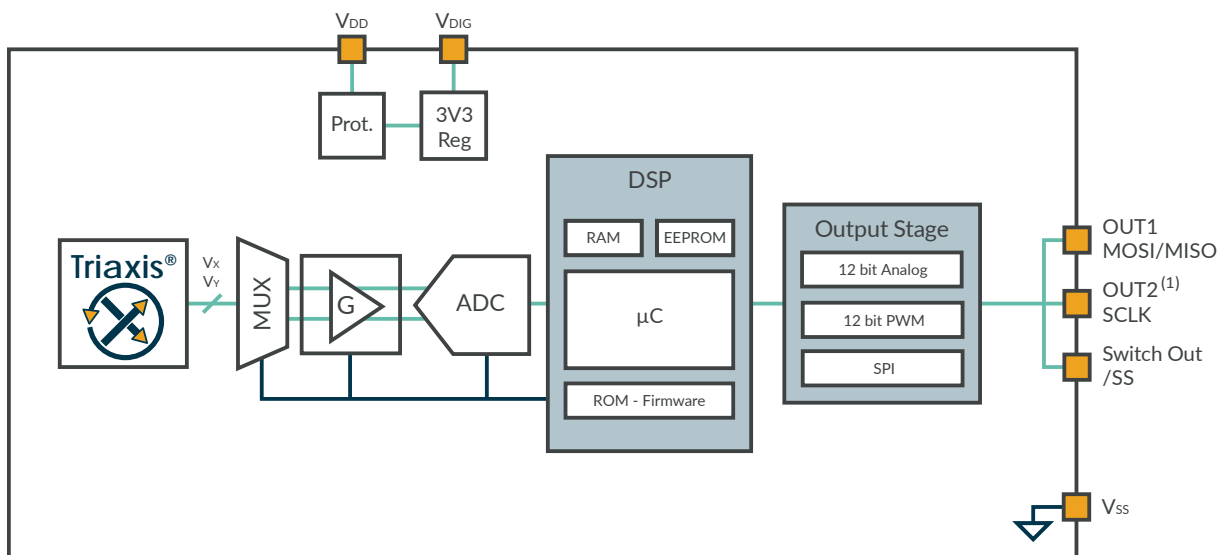 VDD
VDIG
Prot.
3V3
Reg
DSP
RAM
EEPROM
µC
ROM - Firmware
Triaxis®
VX
VY
MUX
G
ADC
Output Stage
12 bit Analog
12 bit PWM
SPI
OUT1
MOSI/MISO
OUT2(1)
SCLK
Switch Out
/SS
VSS